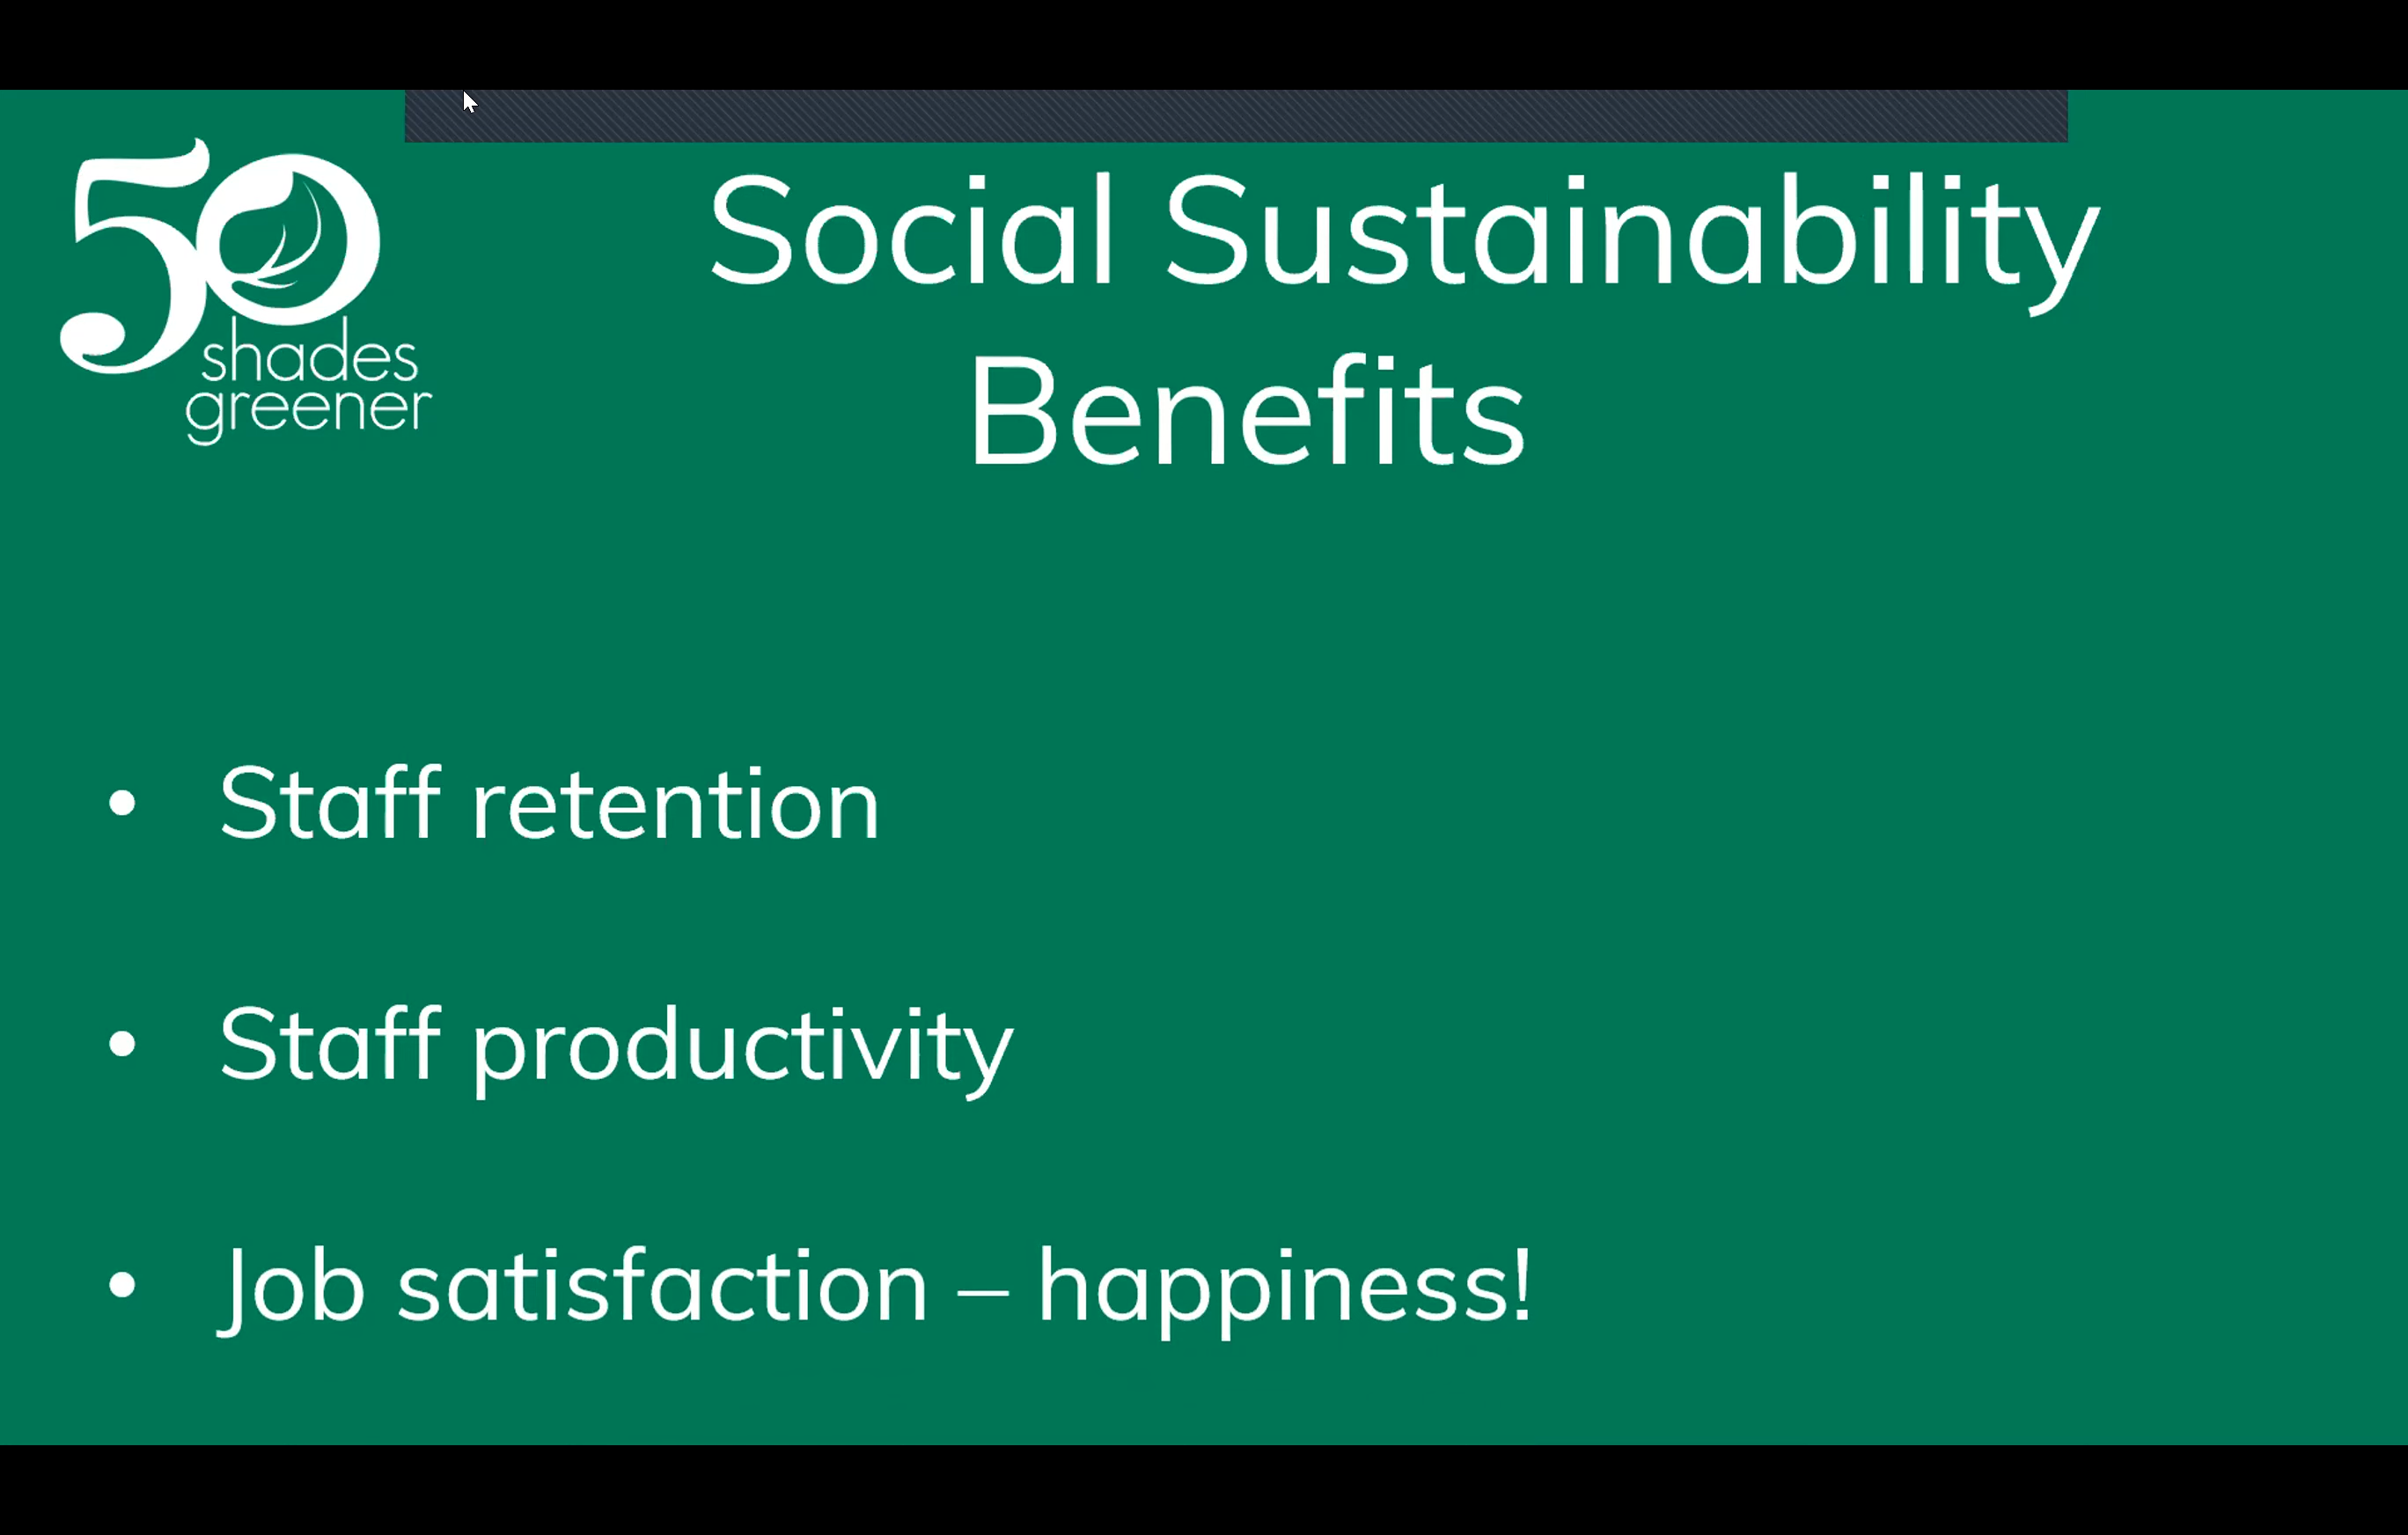 50
shades
greener
Social Sustainability
Benefits
• Staff retention
• Staff productivity
• Job satisfaction – happiness!